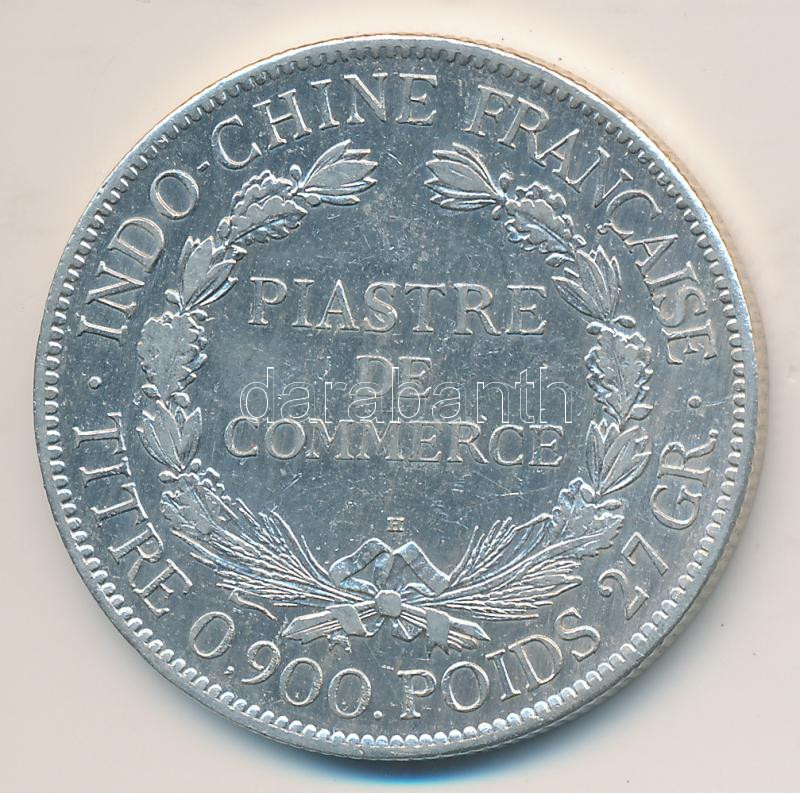 INDO-CHINE FRANÇAISE
PIASTRE
DE
COMMERCE
H
· TITRE 0,900. POIDS 27 GR. ·
darabanth